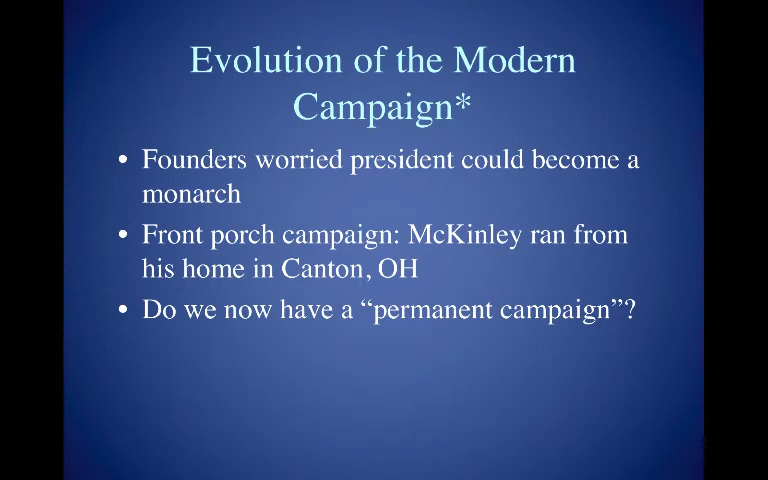 Evolution of the Modern
Campaign*
• Founders worried president could become a
monarch
• Front porch campaign: McKinley ran from
his home in Canton, OH
• Do we now have a “permanent campaign”?